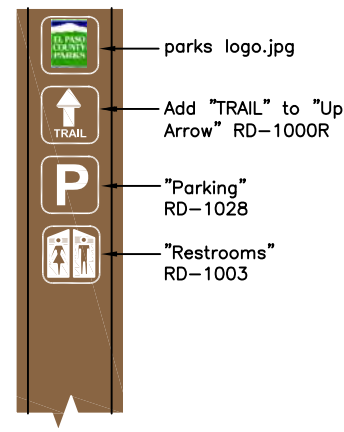 EL PASO
COUNTY
PARKS
parks logo.jpg
TRAIL
Add "TRAIL" to "Up
Arrow" RD-1000R
P
"Parking"
RD-1028
"Restrooms"
RD-1003